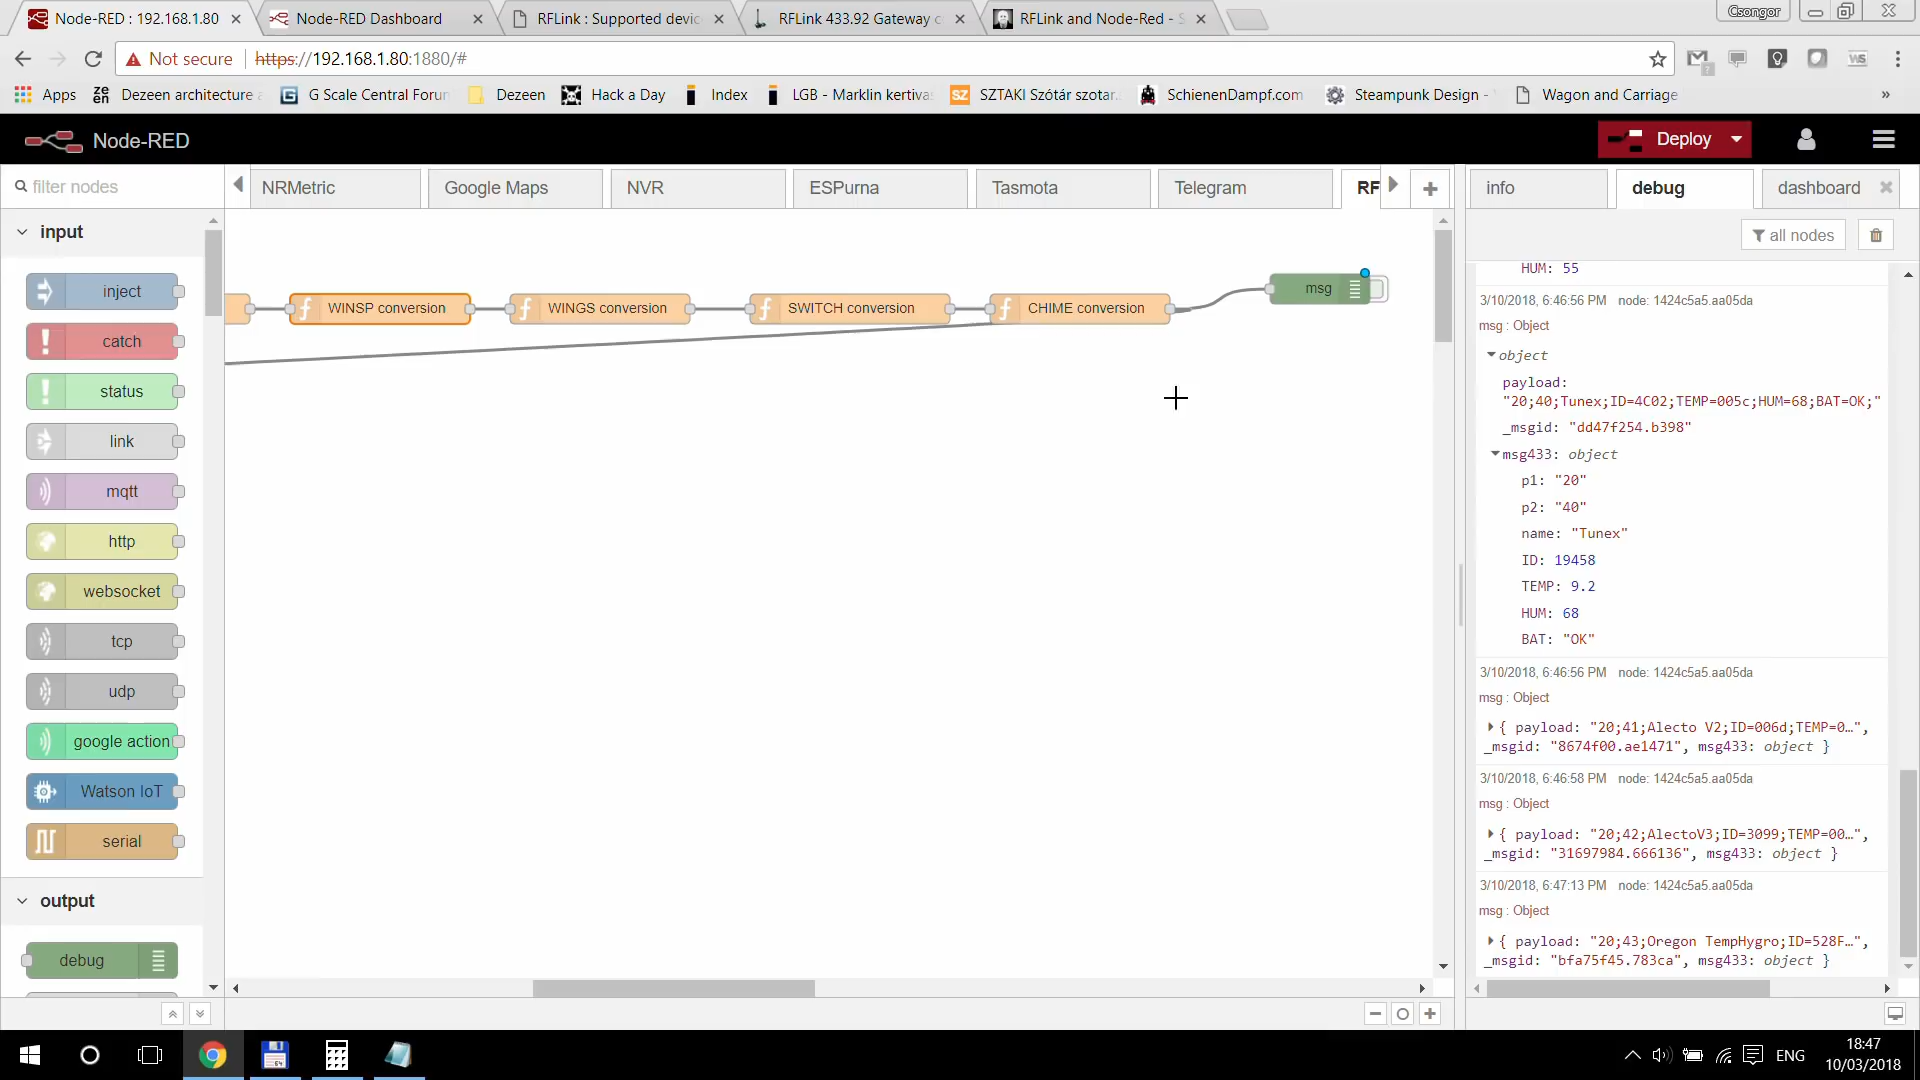 Node-RED : 192.168.1.80
Node-RED Dashboard
RFLink : Supported devic
RFLink 433.92 Gateway c
RFLink and Node-Red - S
Csongor
Not secure
https://192.168.1.80:1880/#
Apps
Dezeen architecture
G Scale Central Forum
Dezeen
Hack a Day
Index
LGB - Marklin kertiva
SZTAKI Szótár szotar.
SchienenDampf.com
Steampunk Design -
Wagon and Carriage
»
Node-RED
Deploy
filter nodes
NRMetric
Google Maps
NVR
ESPurna
Tasmota
Telegram
RF
info
debug
dashboard
all nodes
input
inject
catch
status
link
mqtt
http
websocket
tcp
udp
google action
Watson IoT
serial
output
debug
WINSP conversion
WINGS conversion
SWITCH conversion
CHIME conversion
msg
HUM: 55
3/10/2018, 6:46:56 PM node: 1424c5a5.aa05da
msg : Object
object
payload:
"20;40;Tunex;ID=4C02;TEMP=005c;HUM=68;BAT=OK;"
_msgid: "dd47f254.b398"
msg433: object
p1: "20"
p2: "40"
name: "Tunex"
ID: 19458
TEMP: 9.2
HUM: 68
BAT: "OK"
3/10/2018, 6:46:56 PM node: 1424c5a5.aa05da
msg : Object
{ payload: "20;41;Alecto V2;ID=006d;TEMP=0…",
_msgid: "8674f00.ae1471", msg433: object }
3/10/2018, 6:46:58 PM node: 1424c5a5.aa05da
msg : Object
{ payload: "20;42;AlectoV3;ID=3099;TEMP=00…",
_msgid: "31697984.666136", msg433: object }
3/10/2018, 6:47:13 PM node: 1424c5a5.aa05da
msg : Object
{ payload: "20;43;Oregon TempHygro;ID=528F…",
_msgid: "bfa75f45.783ca", msg433: object }
ENG
18:47
10/03/2018